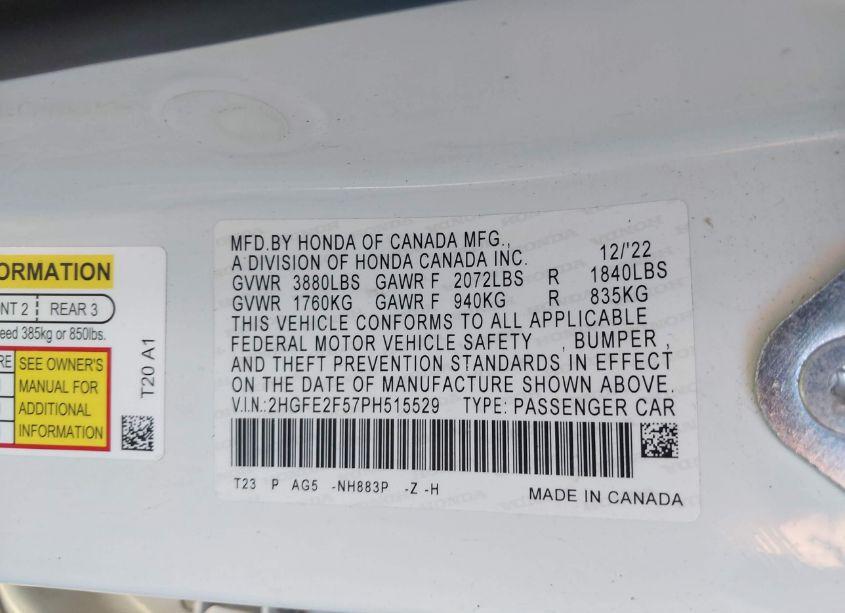 ORMATION
NT 2 REAR 3
eed 385kg or 850lbs.
RE SEE OWNER'S
MANUAL FOR
ADDITIONAL
INFORMATION
T20 A1
MFD.BY HONDA OF CANADA MFG.,
A DIVISION OF HONDA CANADA INC. 12/'22
GVWR 3880LBS GAWR F 2072LBS R 1840LBS
GVWR 1760KG GAWR F 940KG R 835KG
THIS VEHICLE CONFORMS TO ALL APPLICABLE
FEDERAL MOTOR VEHICLE SAFETY , BUMPER ,
AND THEFT PREVENTION STANDARDS IN EFFECT
ON THE DATE OF MANUFACTURE SHOWN ABOVE.
V.I.N.:2HGFE2F57PH515529 TYPE: PASSENGER CAR
T23 P AG5 -NH883P -Z -H
MADE IN CANADA